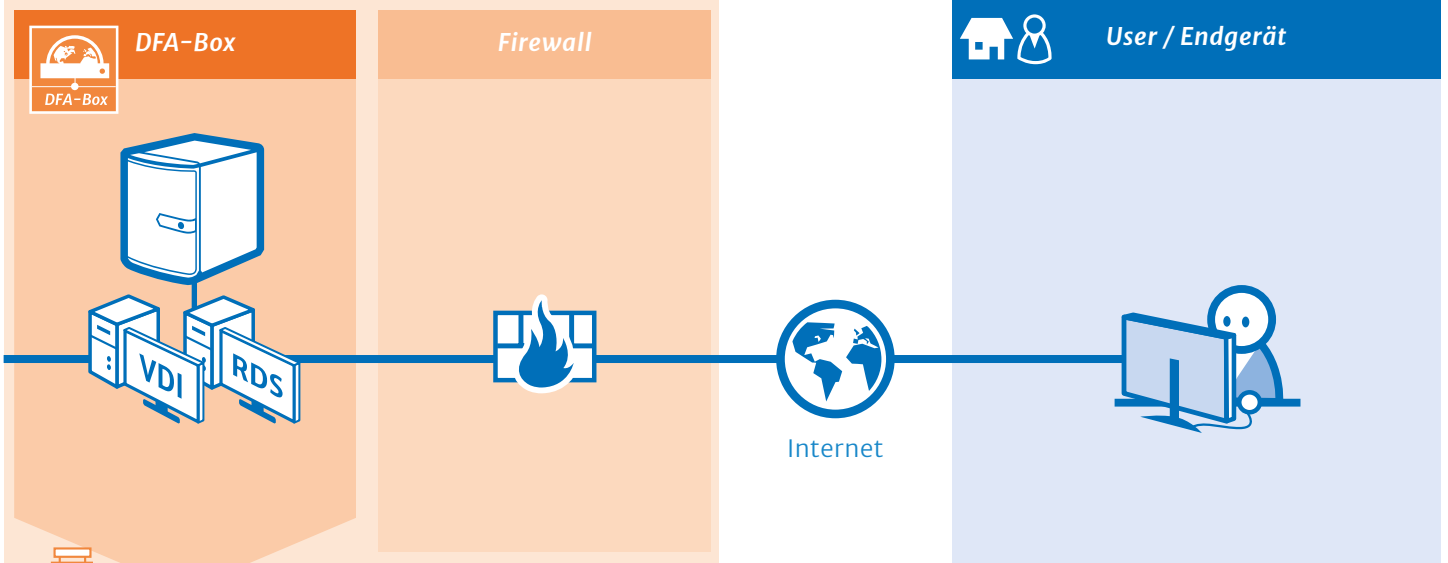 DFA-Box
Firewall
User / Endgerät
DFA-Box
VDI
RDS
Internet